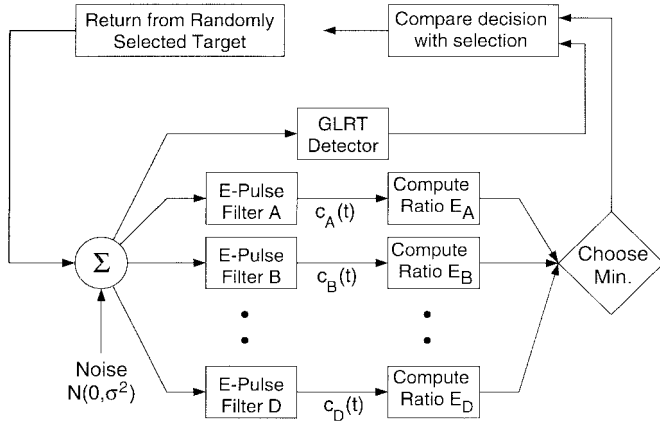 Return from Randomly
Selected Target
Compare decision
with selection
GLRT
Detector
E-Pulse
Filter A
c_A(t)
Compute
Ratio E_A
E-Pulse
Filter B
c_B(t)
Compute
Ratio E_B
Σ
Choose
Min.
Noise
N(0,σ²)
E-Pulse
Filter D
c_D(t)
Compute
Ratio E_D